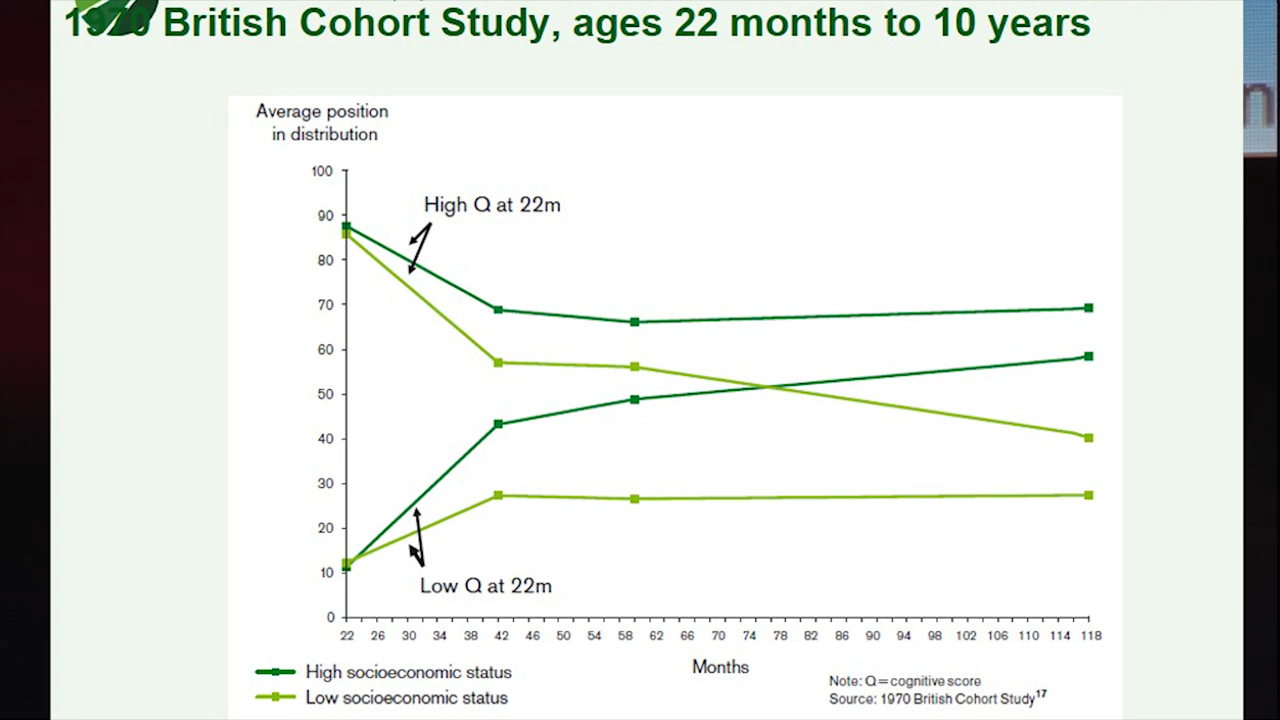 1970 British Cohort Study, ages 22 months to 10 years
Average position
in distribution
100
90
80
70
60
50
40
30
20
10
0
High Q at 22m
Low Q at 22m
22 26 30 34 38 42 46 50 54 58 62 66 70 74 78 82 86 90 94 98 102 106 110 114 118
Months
High socioeconomic status
Low socioeconomic status
Note: Q=cognitive score
Source: 1970 British Cohort Study17
n